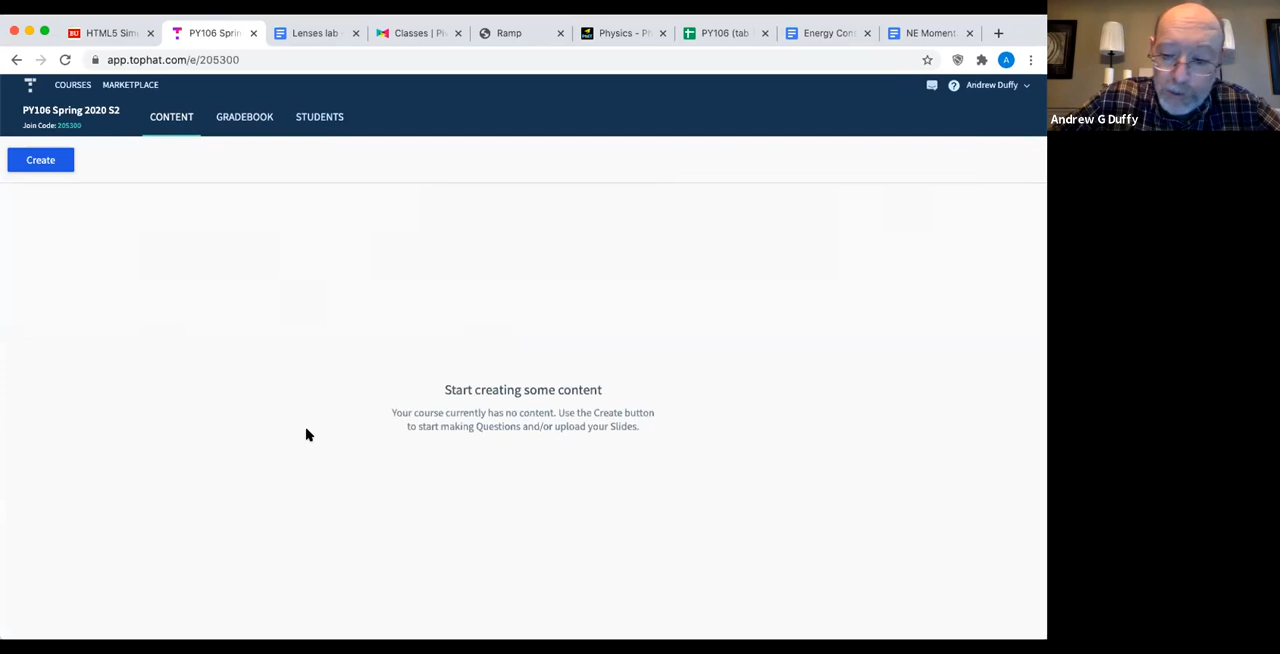 HTML5 Sim
PY106 Sprin
Lenses lab
Classes | Pi
Ramp
Physics - Ph
PY106 (tab
Energy Con
NE Moment
app.tophat.com/e/205300
A
COURSES
MARKETPLACE
Andrew Duffy
PY106 Spring 2020 S2
Join Code: 205300
CONTENT
GRADEBOOK
STUDENTS
Create
Start creating some content
Your course currently has no content. Use the Create button
to start making Questions and/or upload your Slides.
Andrew G Duffy